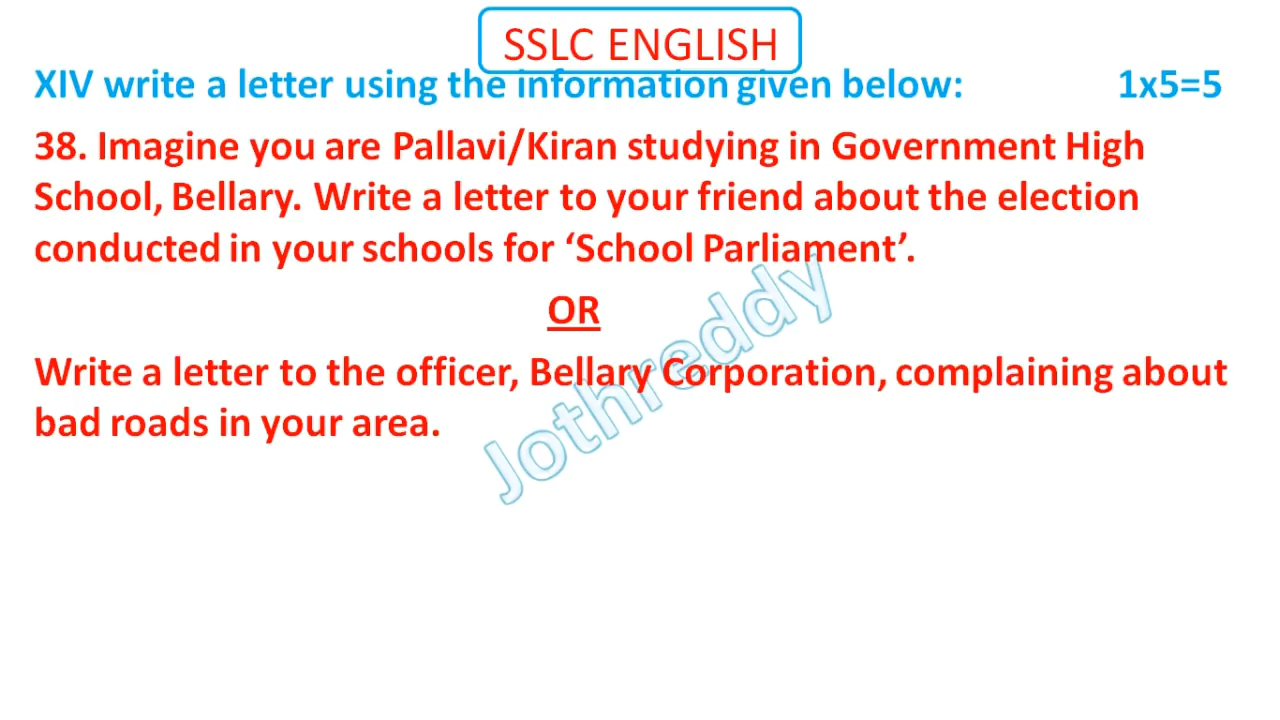 SSLC ENGLISH
XIV write a letter using the information given below: 1x5=5
38. Imagine you are Pallavi/Kiran studying in Government High
School, Bellary. Write a letter to your friend about the election
conducted in your schools for ‘School Parliament’.
OR
Write a letter to the officer, Bellary Corporation, complaining about
bad roads in your area.
Jothreddy